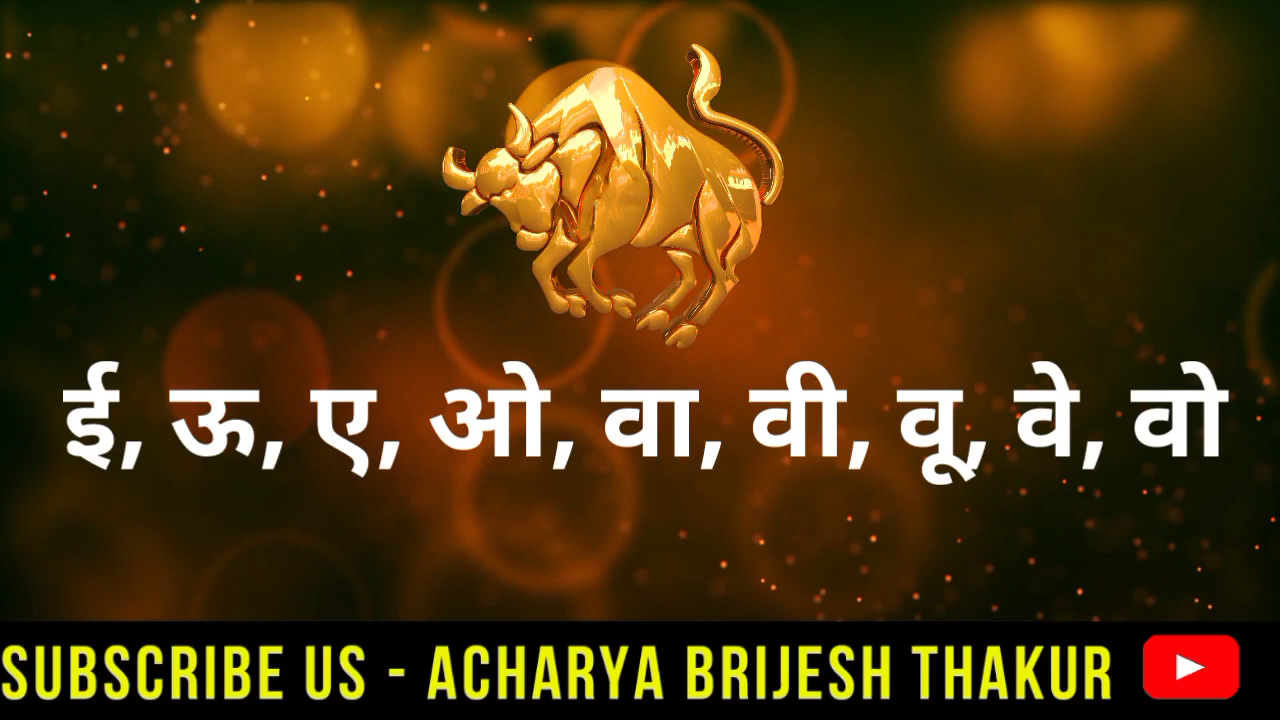 ई, ऊ, ए, ओ, वा, वी, वू, वे, वो
SUBSCRIBE US - ACHARYA BRIJESH THAKUR